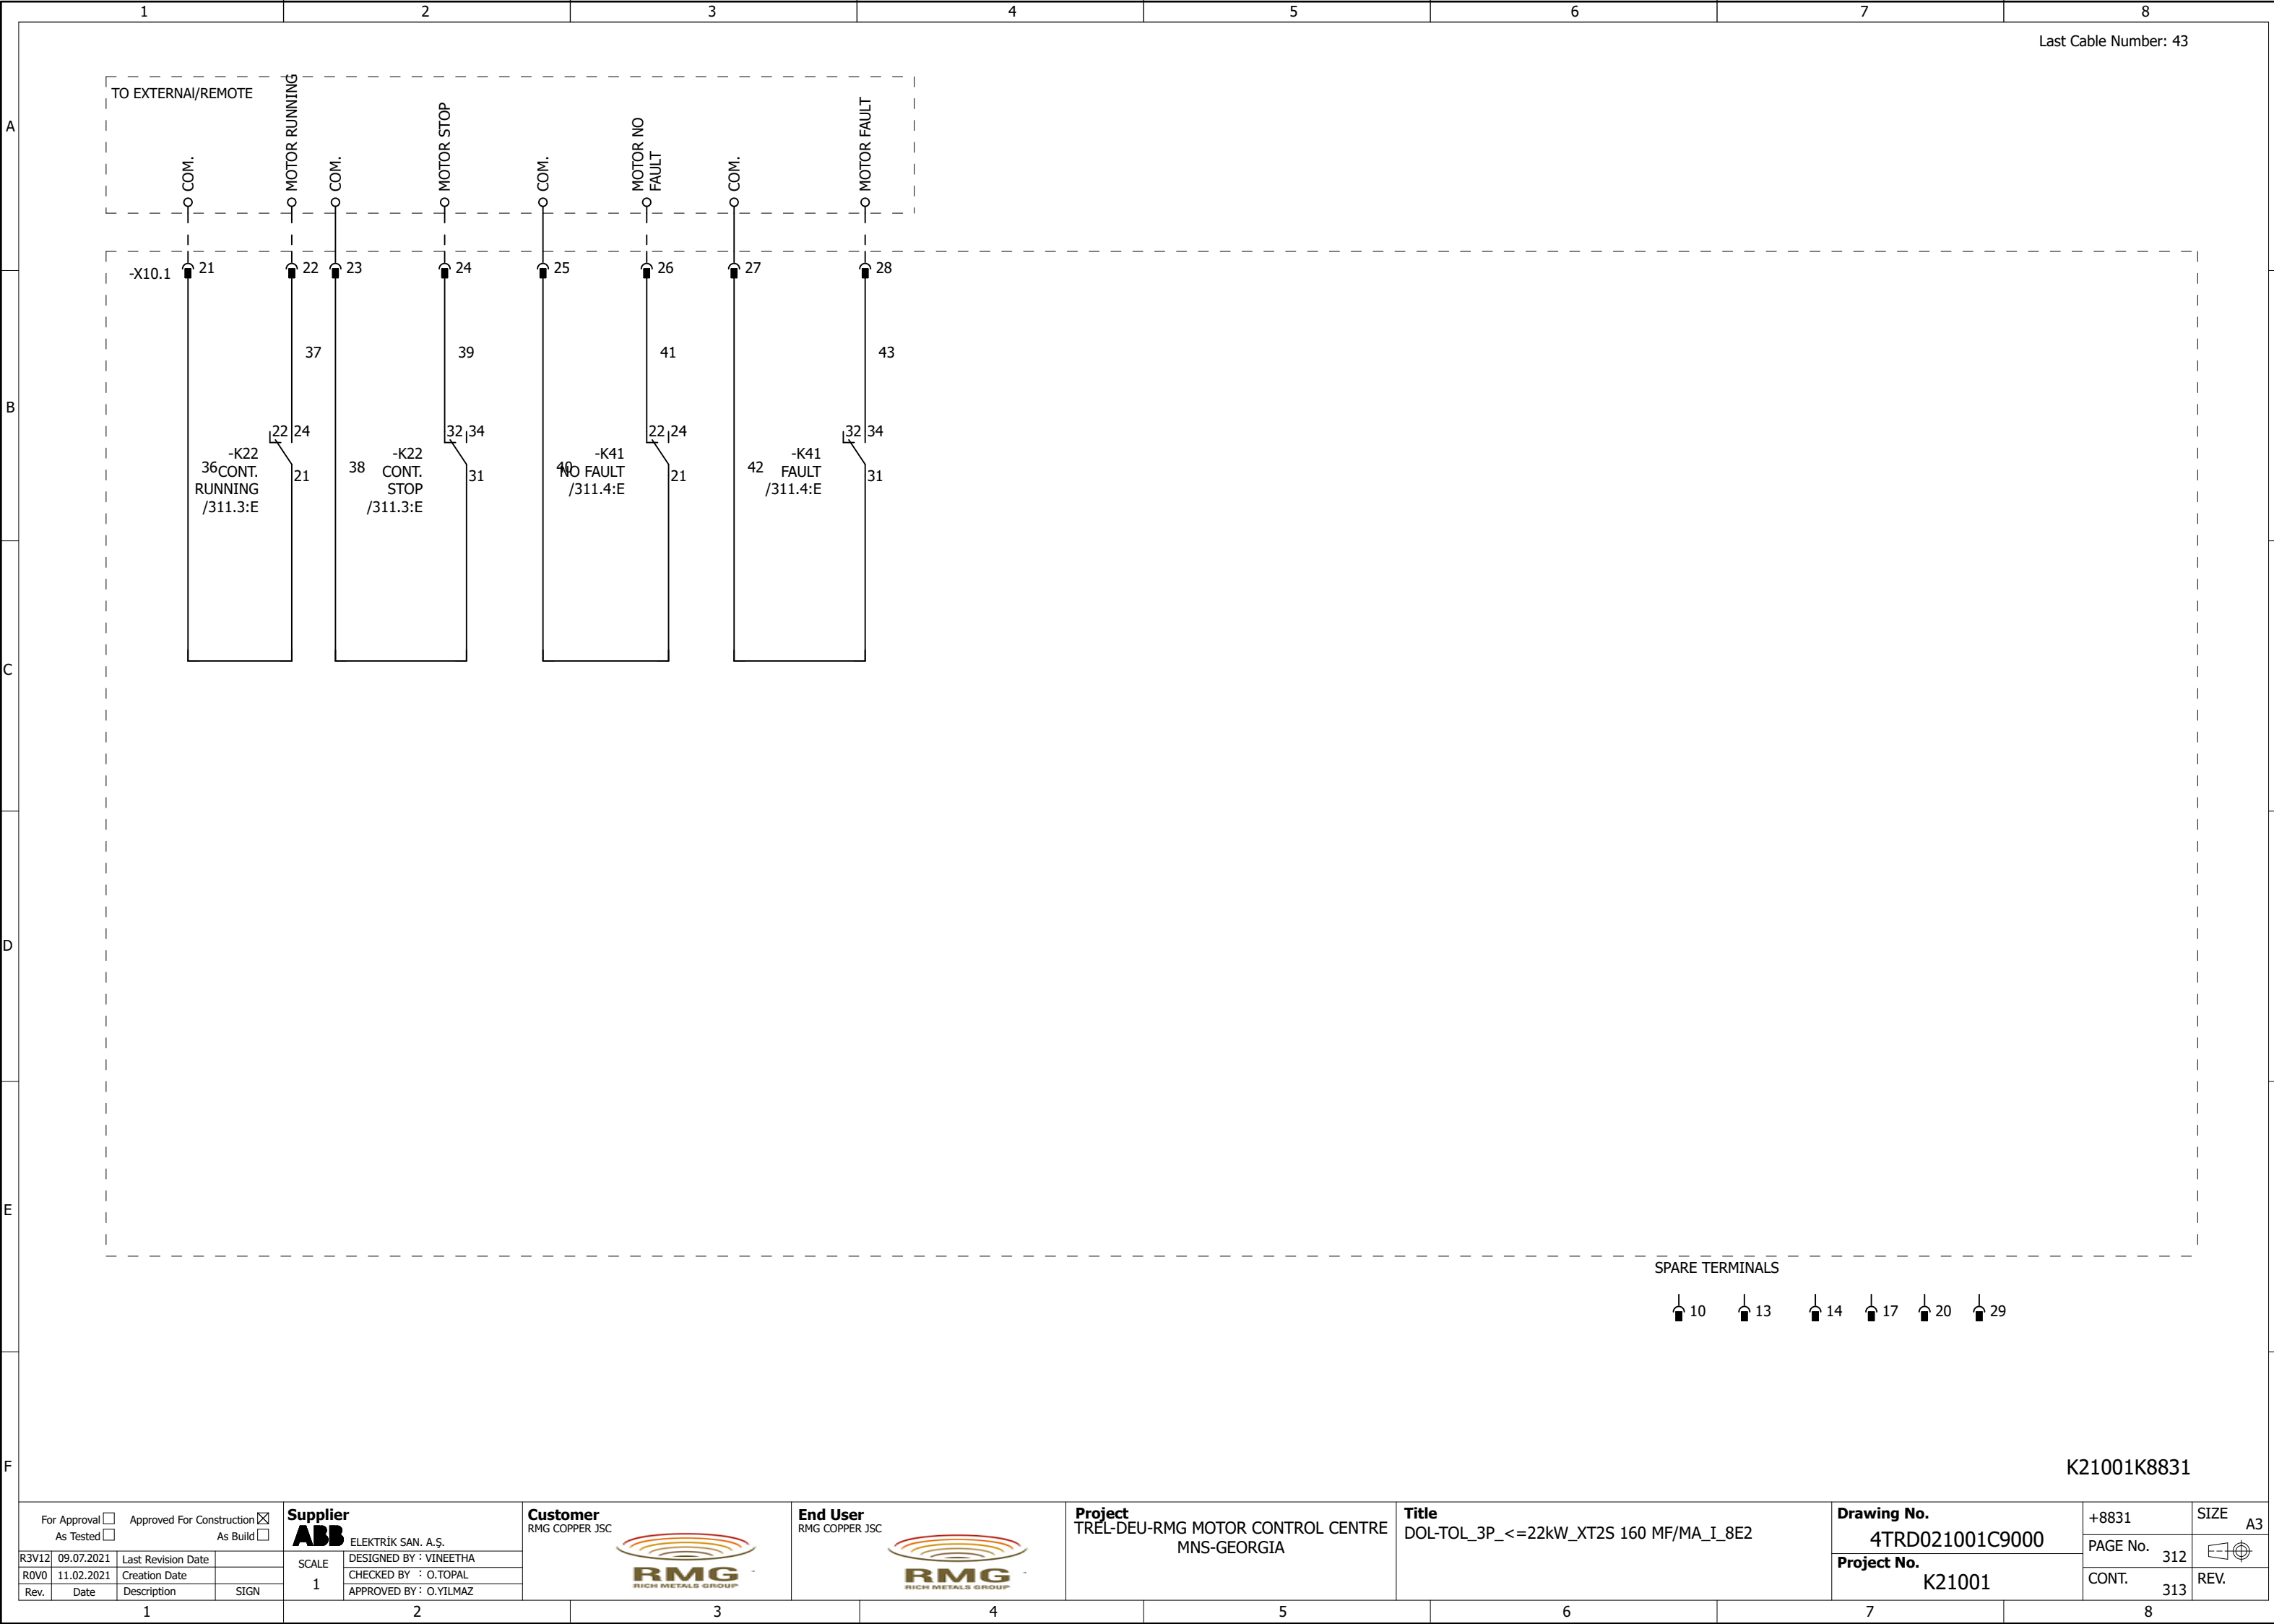 1 2 3 4 5 6 7 8
Last Cable Number: 43
TO EXTERNAl/REMOTE
COM.
MOTOR RUNNING
COM.
MOTOR STOP
COM.
MOTOR NO
FAULT
COM.
MOTOR FAULT
A
-X10.1 21 22 23 24 25 26 27 28
37 39 41 43
B
22 24 32 34 22 24 32 34
-K22
36 CONT.
RUNNING
/311.3:E
21
-K22
38 CONT.
STOP
/311.3:E
31
-K41
40 NO FAULT
/311.4:E
21
-K41
42 FAULT
/311.4:E
31
C
D
E
SPARE TERMINALS
10 13 14 17 20 29
F
K21001K8831
For Approval Approved For Construction
As Tested As Build
R3V12 09.07.2021 Last Revision Date
R0V0 11.02.2021 Creation Date
Rev. Date Description SIGN
Supplier
ABB ELEKTRİK SAN. A.Ş.
SCALE
1
DESIGNED BY : VINEETHA
CHECKED BY : O.TOPAL
APPROVED BY : O.YILMAZ
Customer
RMG COPPER JSC
RMG
RICH METALS GROUP
End User
RMG COPPER JSC
RMG
RICH METALS GROUP
Project
TREL-DEU-RMG MOTOR CONTROL CENTRE
MNS-GEORGIA
Title
DOL-TOL_3P_<=22kW_XT2S 160 MF/MA_I_8E2
Drawing No.
4TRD021001C9000
Project No.
K21001
+8831
PAGE No. 312
CONT. 313
SIZE A3
REV.
1 2 3 4 5 6 7 8